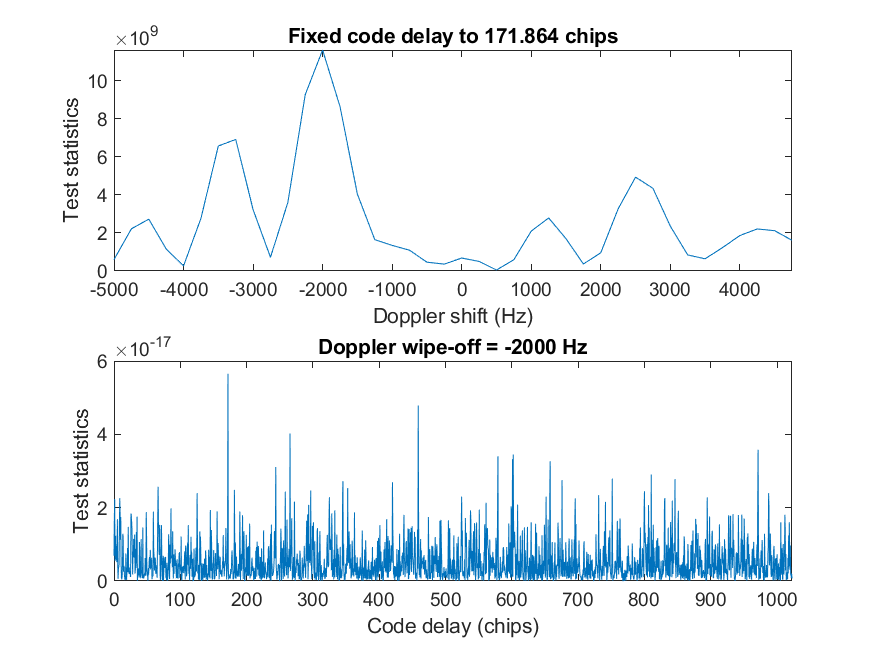 ×10⁹
Fixed code delay to 171.864 chips
10
8
6
4
2
0
Test statistics
-5000 -4000 -3000 -2000 -1000 0 1000 2000 3000 4000
Doppler shift (Hz)
×10⁻¹⁷
Doppler wipe-off = -2000 Hz
6
4
2
0
Test statistics
0 100 200 300 400 500 600 700 800 900 1000
Code delay (chips)